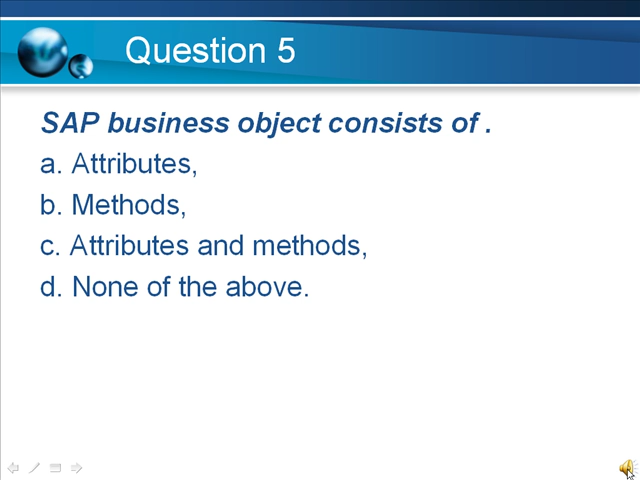 Question 5
SAP business object consists of .
a. Attributes,
b. Methods,
c. Attributes and methods,
d. None of the above.